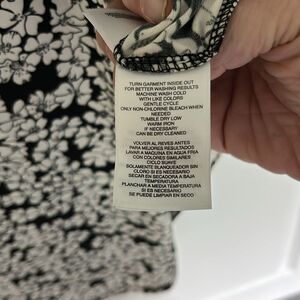 TURN GARMENT INSIDE OUT
FOR BETTER WASHING RESULTS
MACHINE WASH COLD
WITH LIKE COLORS
GENTLE CYCLE
ONLY NON-CHLORINE BLEACH WHEN
NEEDED
TUMBLE DRY LOW
WARM IRON
IF NECESSARY
CAN BE DRY CLEANED
VOLVER AL REVES ANTES
PARA MEJORES RESULTADOS
LAVAR A MAQUINA EN AGUA FRIA
CON COLORES SIMILARES
CICLO SUAVE
SOLAMENTE BLANQUEADOR SIN
CLORO SI ES NECESARIO
SECAR EN SECADORA A BAJA
TEMPERATURA
PLANCHAR A MEDIA TEMPERATURA
SI ES NECESARIO
SE PUEDE LIMPIAR EN SECO